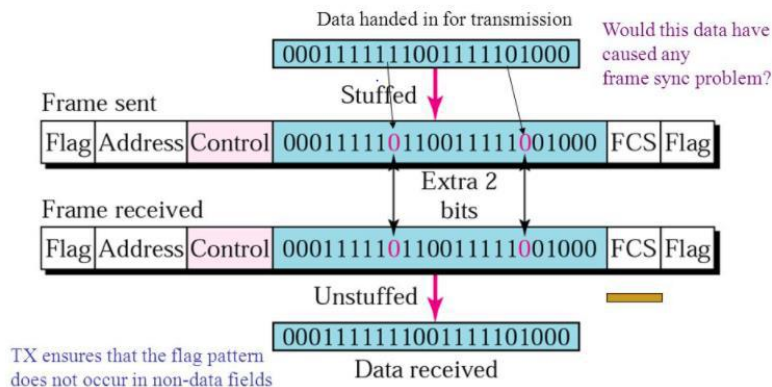 Data handed in for transmission
0001111111001111101000
Would this data have
caused any
frame sync problem?
Stuffed
Frame sent
Flag Address Control 000111110110011111001000 FCS Flag
Extra 2
bits
Frame received
Flag Address Control 000111110110011111001000 FCS Flag
Unstuffed
0001111111001111101000
Data received
TX ensures that the flag pattern
does not occur in non-data fields